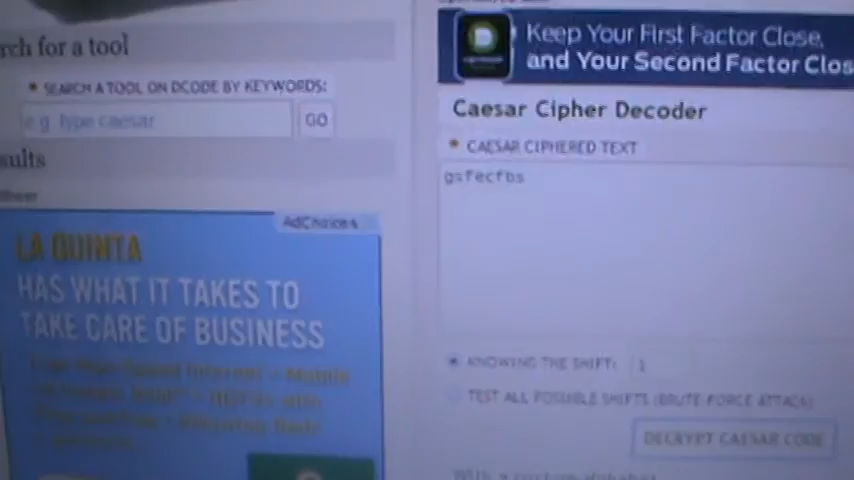 Keep Your First Factor Close,
and Your Second Factor Clos
rch for a tool
* SEARCH A TOOL ON DCODE BY KEYWORDS:
e.g. type caesar
GO
sults
AdChoices
LA QUINTA
HAS WHAT IT TAKES TO
TAKE CARE OF BUSINESS
Caesar Cipher Decoder
* CAESAR CIPHERED TEXT
gsfecfbs
KNOWING THE SHIFT: 1
TEST ALL POSSIBLE SHIFTS (BRUTE-FORCE ATTACK)
DECRYPT CAESAR CODE